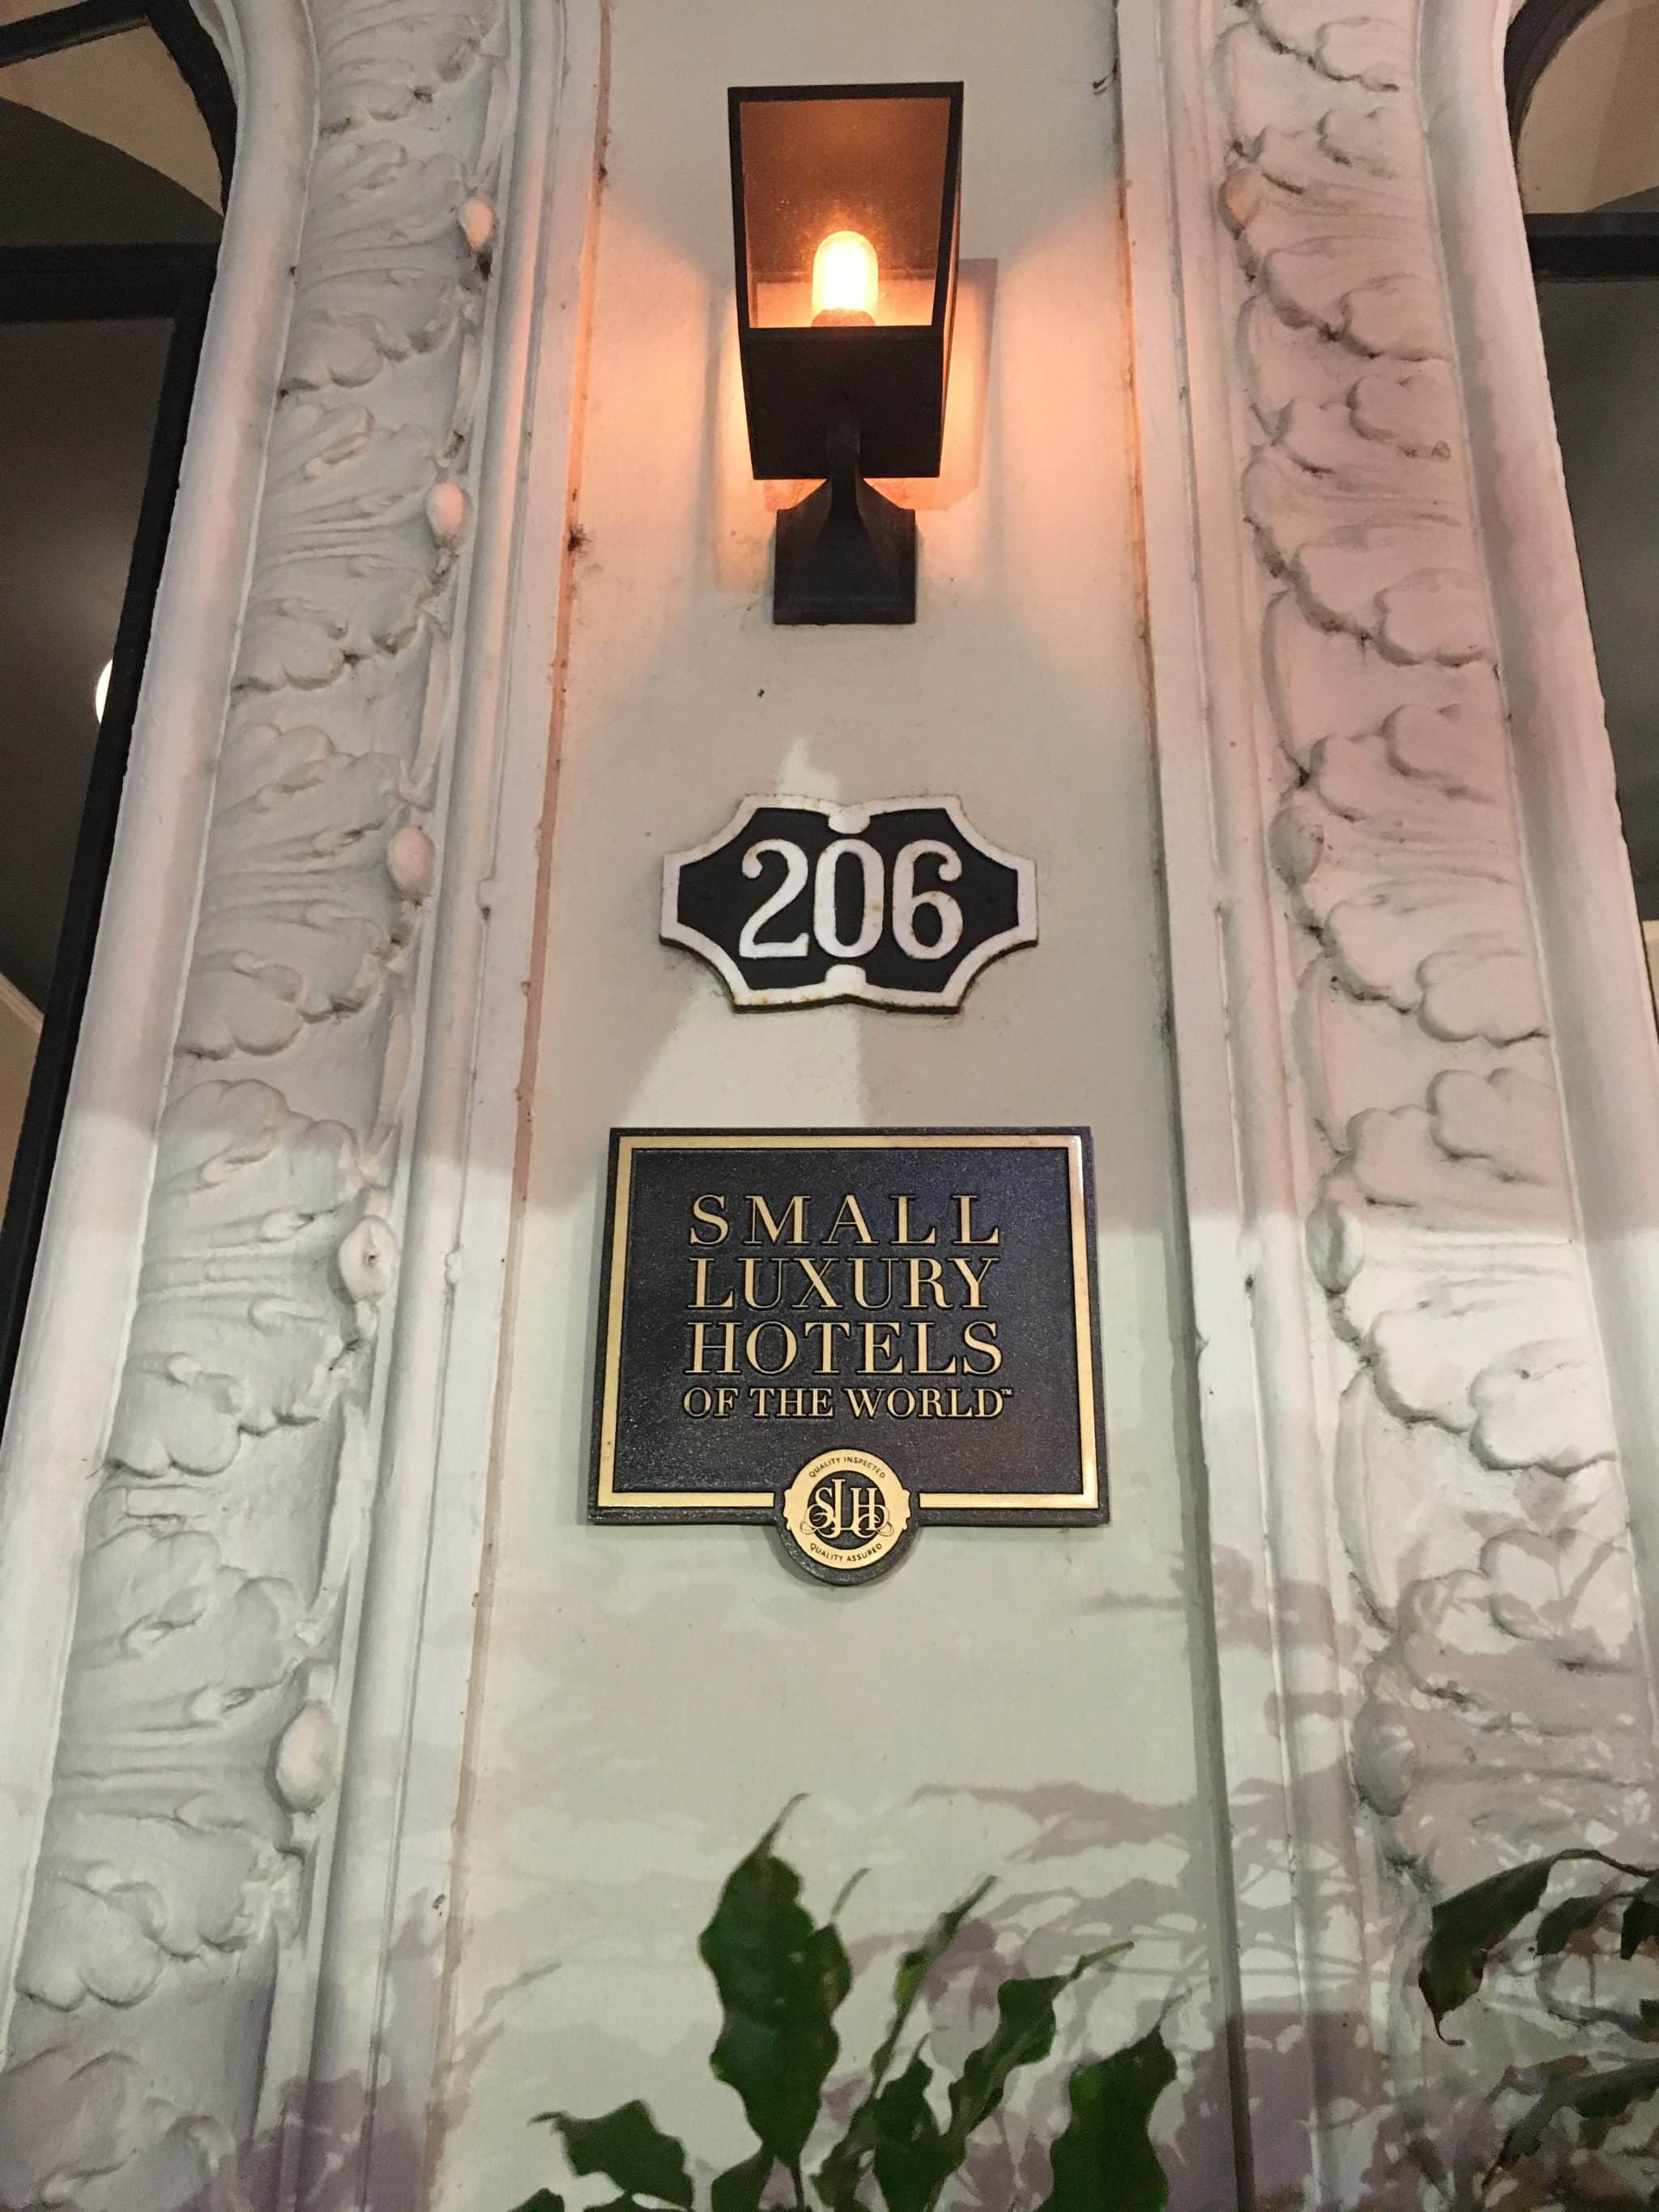 206
SMALL
LUXURY
HOTELS
OF THE WORLD™
QUALITY INSPECTED
SLH
QUALITY ASSURED